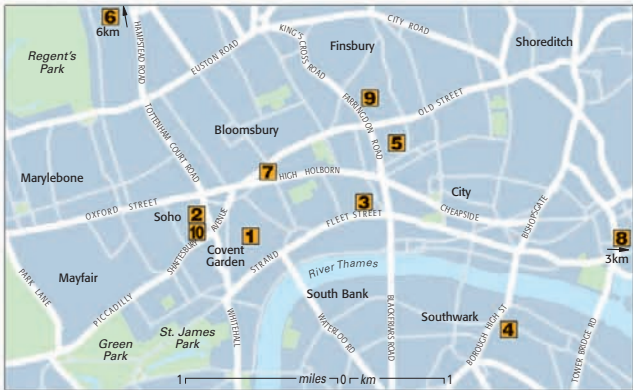 6
6km
HAMPSTEAD ROAD
Regent's
Park
EUSTON ROAD
KING'S CROSS ROAD
Finsbury
CITY ROAD
Shoreditch
TOTTENHAM COURT ROAD
Bloomsbury
9
FARRINGDON ROAD
OLD STREET
5
Marylebone
7
HIGH HOLBORN
OXFORD STREET
Soho
2
10
SHAFTESBURY
AVENUE
1
Covent
Garden
3
FLEET STREET
City
CHEAPSIDE
BISHOPSGATE
8
3km
PARK LANE
Mayfair
PICCADILLY
STRAND
River Thames
South Bank
Southwark
BLACKFRIARS ROAD
4
BOROUGH HIGH ST
TOWER BRIDGE RD
Green
Park
St. James
Park
WHITEHALL
WATERLOO RD
1 miles 0 km 1